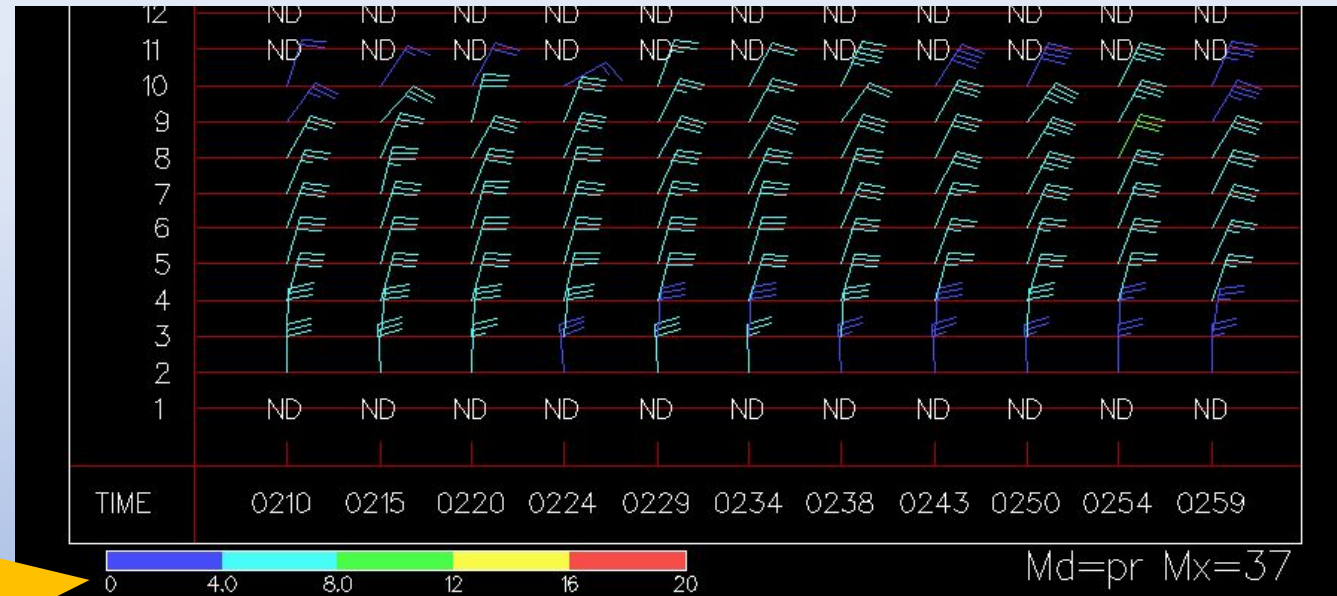 12 ND ND ND ND ND ND ND ND ND ND ND
11 ND ND ND ND ND ND ND ND ND ND ND
10
9
8
7
6
5
4
3
2
1 ND ND ND ND ND ND ND ND ND ND ND
TIME 0210 0215 0220 0224 0229 0234 0238 0243 0250 0254 0259
0 4.0 8.0 12 16 20
Md=pr Mx=37